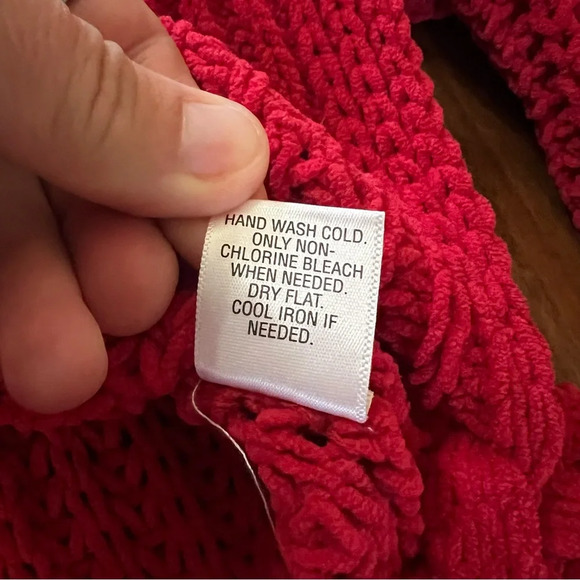 HAND WASH COLD.
ONLY NON-
CHLORINE BLEACH
WHEN NEEDED.
DRY FLAT.
COOL IRON IF
NEEDED.